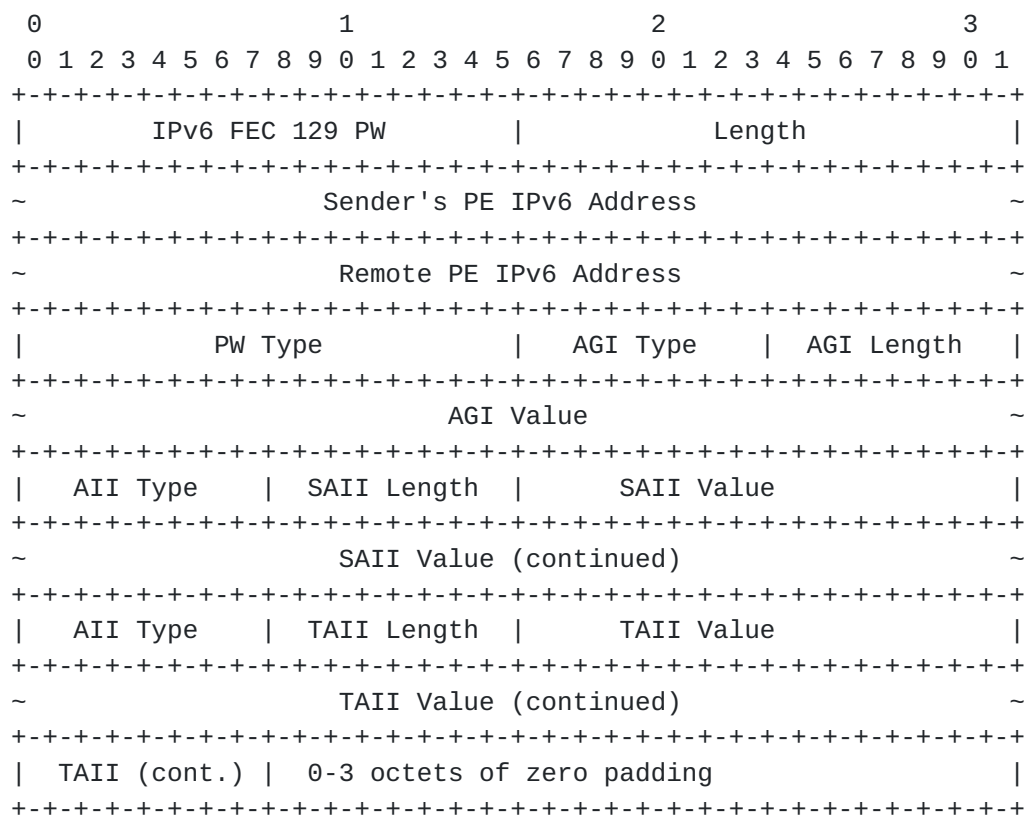 0                   1                   2                   3
 0 1 2 3 4 5 6 7 8 9 0 1 2 3 4 5 6 7 8 9 0 1 2 3 4 5 6 7 8 9 0 1
+-+-+-+-+-+-+-+-+-+-+-+-+-+-+-+-+-+-+-+-+-+-+-+-+-+-+-+-+-+-+-+-+
|        IPv6 FEC 129 PW        |            Length             |
+-+-+-+-+-+-+-+-+-+-+-+-+-+-+-+-+-+-+-+-+-+-+-+-+-+-+-+-+-+-+-+-+
~                   Sender's PE IPv6 Address                    ~
+-+-+-+-+-+-+-+-+-+-+-+-+-+-+-+-+-+-+-+-+-+-+-+-+-+-+-+-+-+-+-+-+
~                    Remote PE IPv6 Address                     ~
+-+-+-+-+-+-+-+-+-+-+-+-+-+-+-+-+-+-+-+-+-+-+-+-+-+-+-+-+-+-+-+-+
|            PW Type            |   AGI Type    |  AGI Length   |
+-+-+-+-+-+-+-+-+-+-+-+-+-+-+-+-+-+-+-+-+-+-+-+-+-+-+-+-+-+-+-+-+
~                           AGI Value                           ~
+-+-+-+-+-+-+-+-+-+-+-+-+-+-+-+-+-+-+-+-+-+-+-+-+-+-+-+-+-+-+-+-+
|   AII Type    |  SAII Length  |      SAII Value               |
+-+-+-+-+-+-+-+-+-+-+-+-+-+-+-+-+-+-+-+-+-+-+-+-+-+-+-+-+-+-+-+-+
~                    SAII Value (continued)                     ~
+-+-+-+-+-+-+-+-+-+-+-+-+-+-+-+-+-+-+-+-+-+-+-+-+-+-+-+-+-+-+-+-+
|   AII Type    |  TAII Length  |      TAII Value               |
+-+-+-+-+-+-+-+-+-+-+-+-+-+-+-+-+-+-+-+-+-+-+-+-+-+-+-+-+-+-+-+-+
~                    TAII Value (continued)                     ~
+-+-+-+-+-+-+-+-+-+-+-+-+-+-+-+-+-+-+-+-+-+-+-+-+-+-+-+-+-+-+-+-+
|  TAII (cont.) |  0-3 octets of zero padding                   |
+-+-+-+-+-+-+-+-+-+-+-+-+-+-+-+-+-+-+-+-+-+-+-+-+-+-+-+-+-+-+-+-+